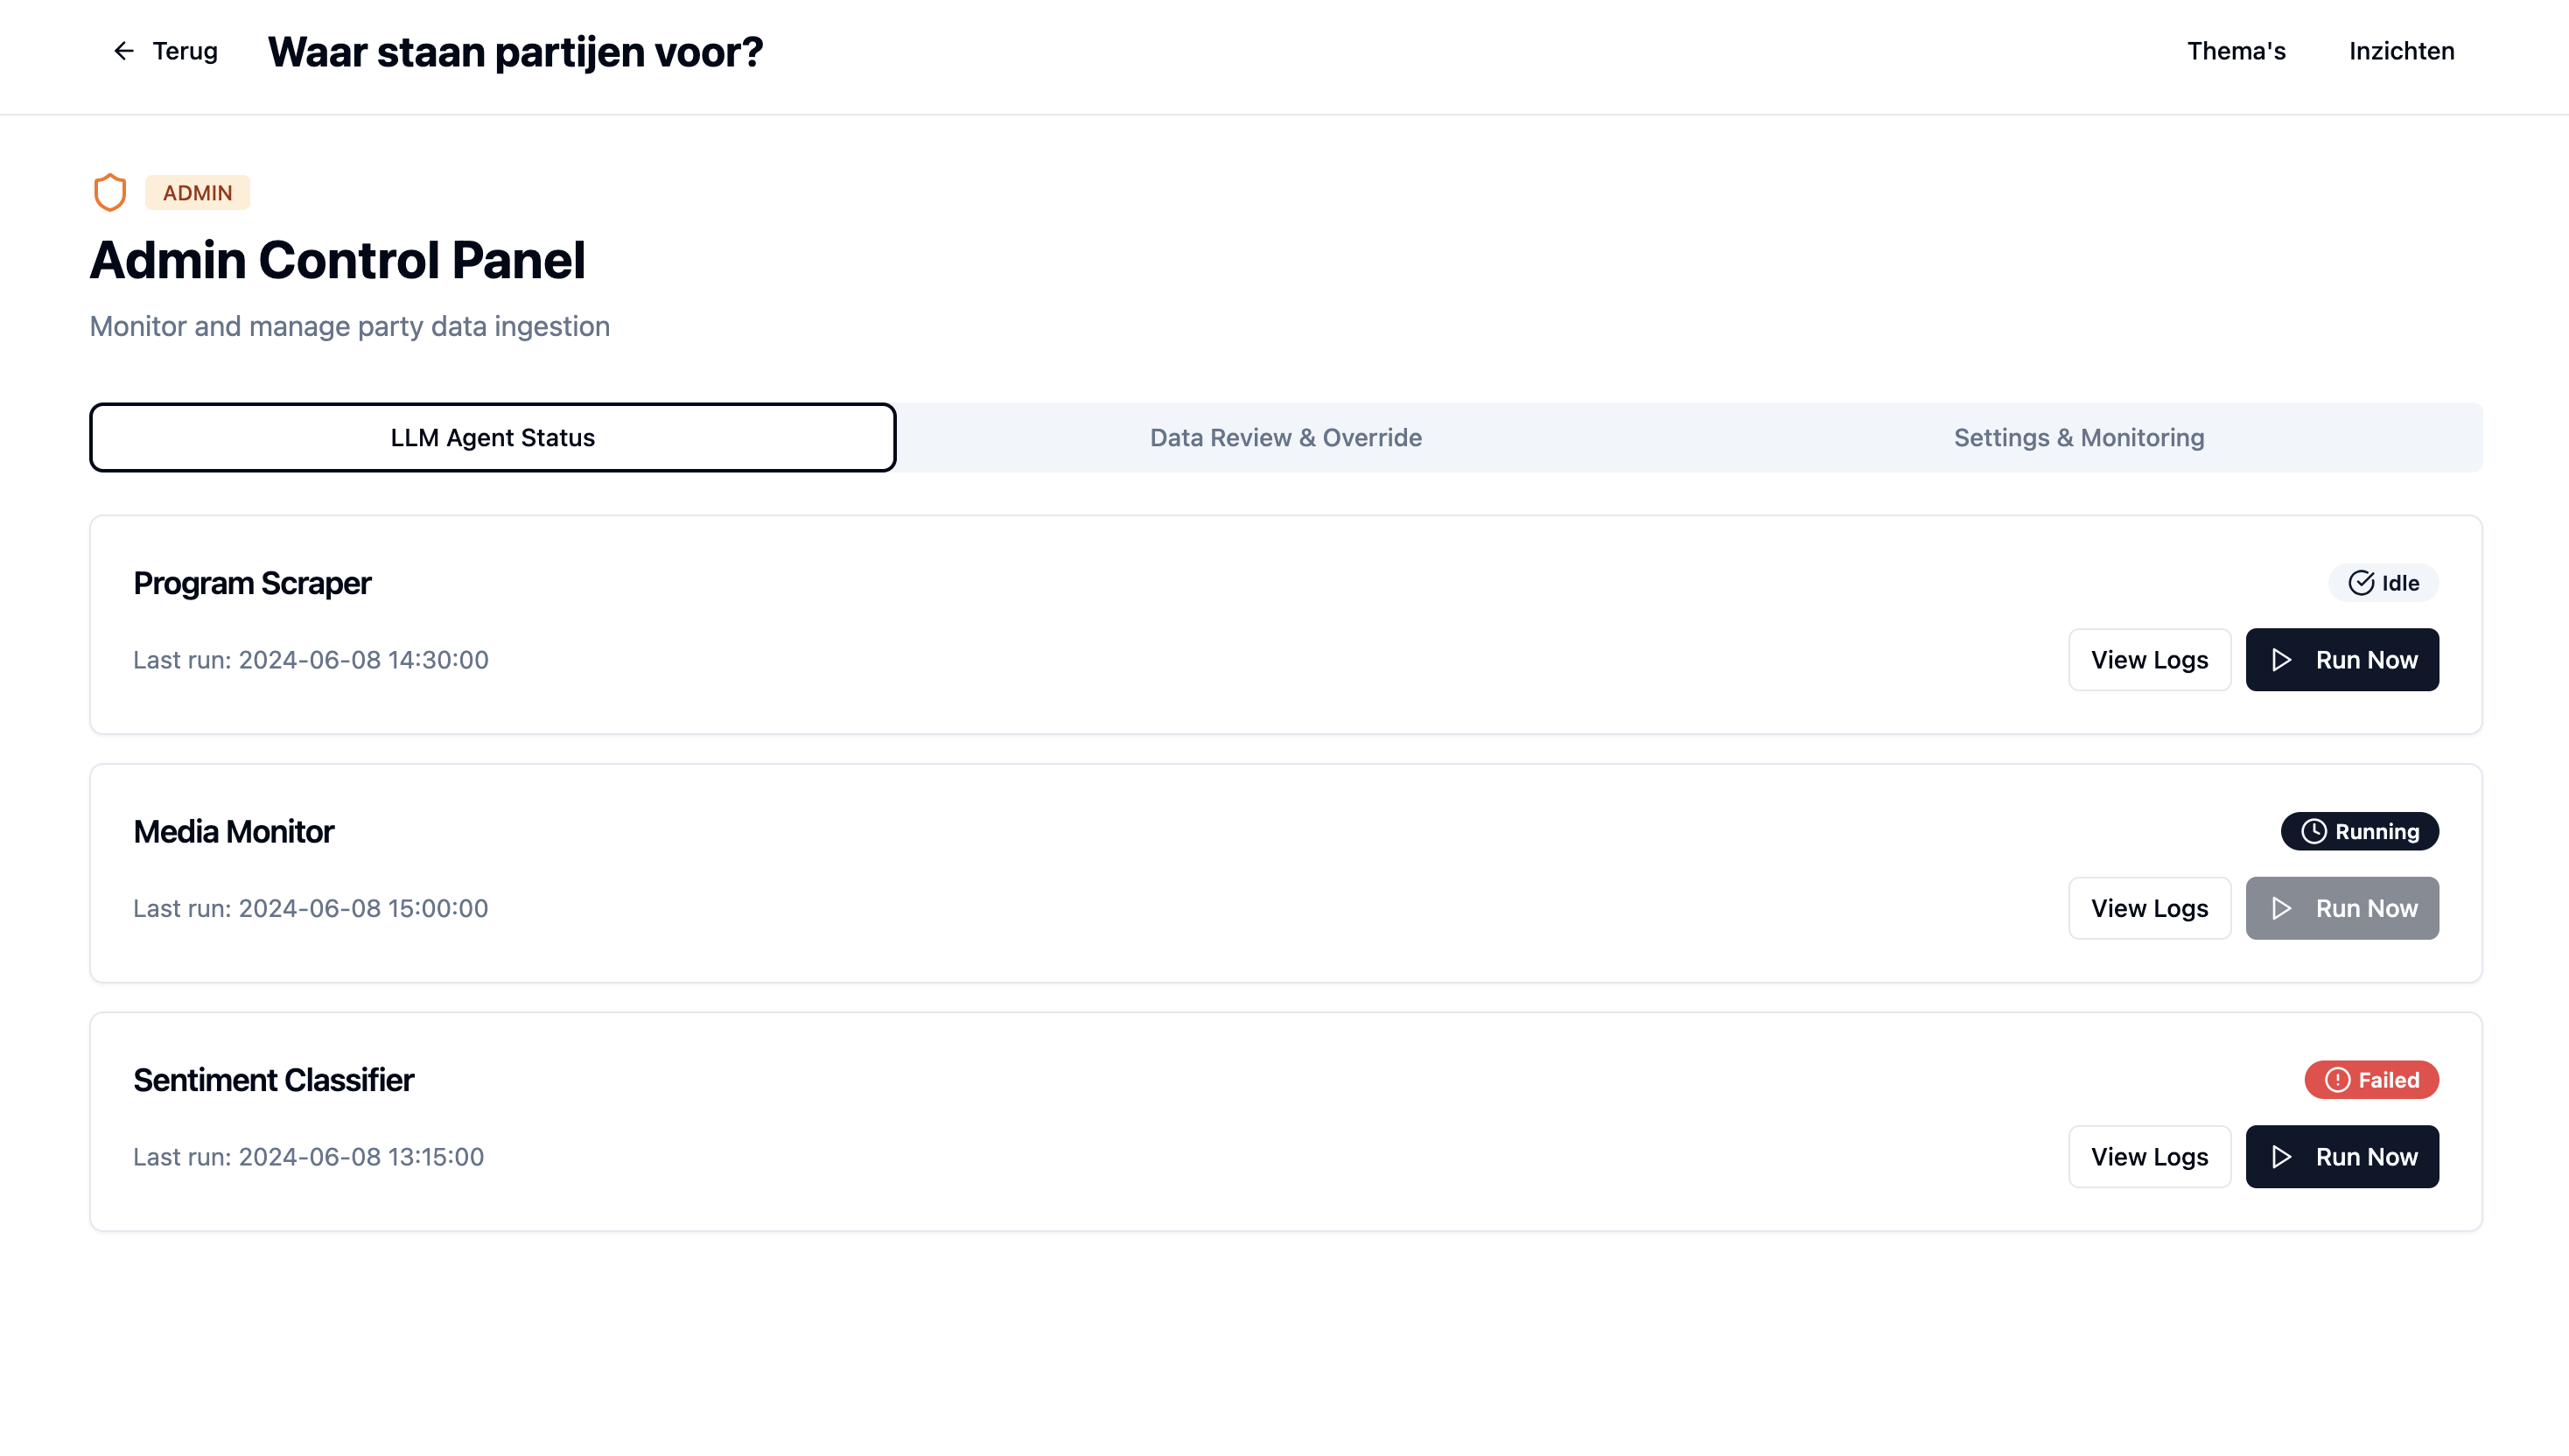 Terug Waar staan partijen voor? Thema's Inzichten
ADMIN
Admin Control Panel
Monitor and manage party data ingestion
LLM Agent Status Data Review & Override Settings & Monitoring
Program Scraper Idle
Last run: 2024-06-08 14:30:00 View Logs Run Now
Media Monitor Running
Last run: 2024-06-08 15:00:00 View Logs Run Now
Sentiment Classifier Failed
Last run: 2024-06-08 13:15:00 View Logs Run Now